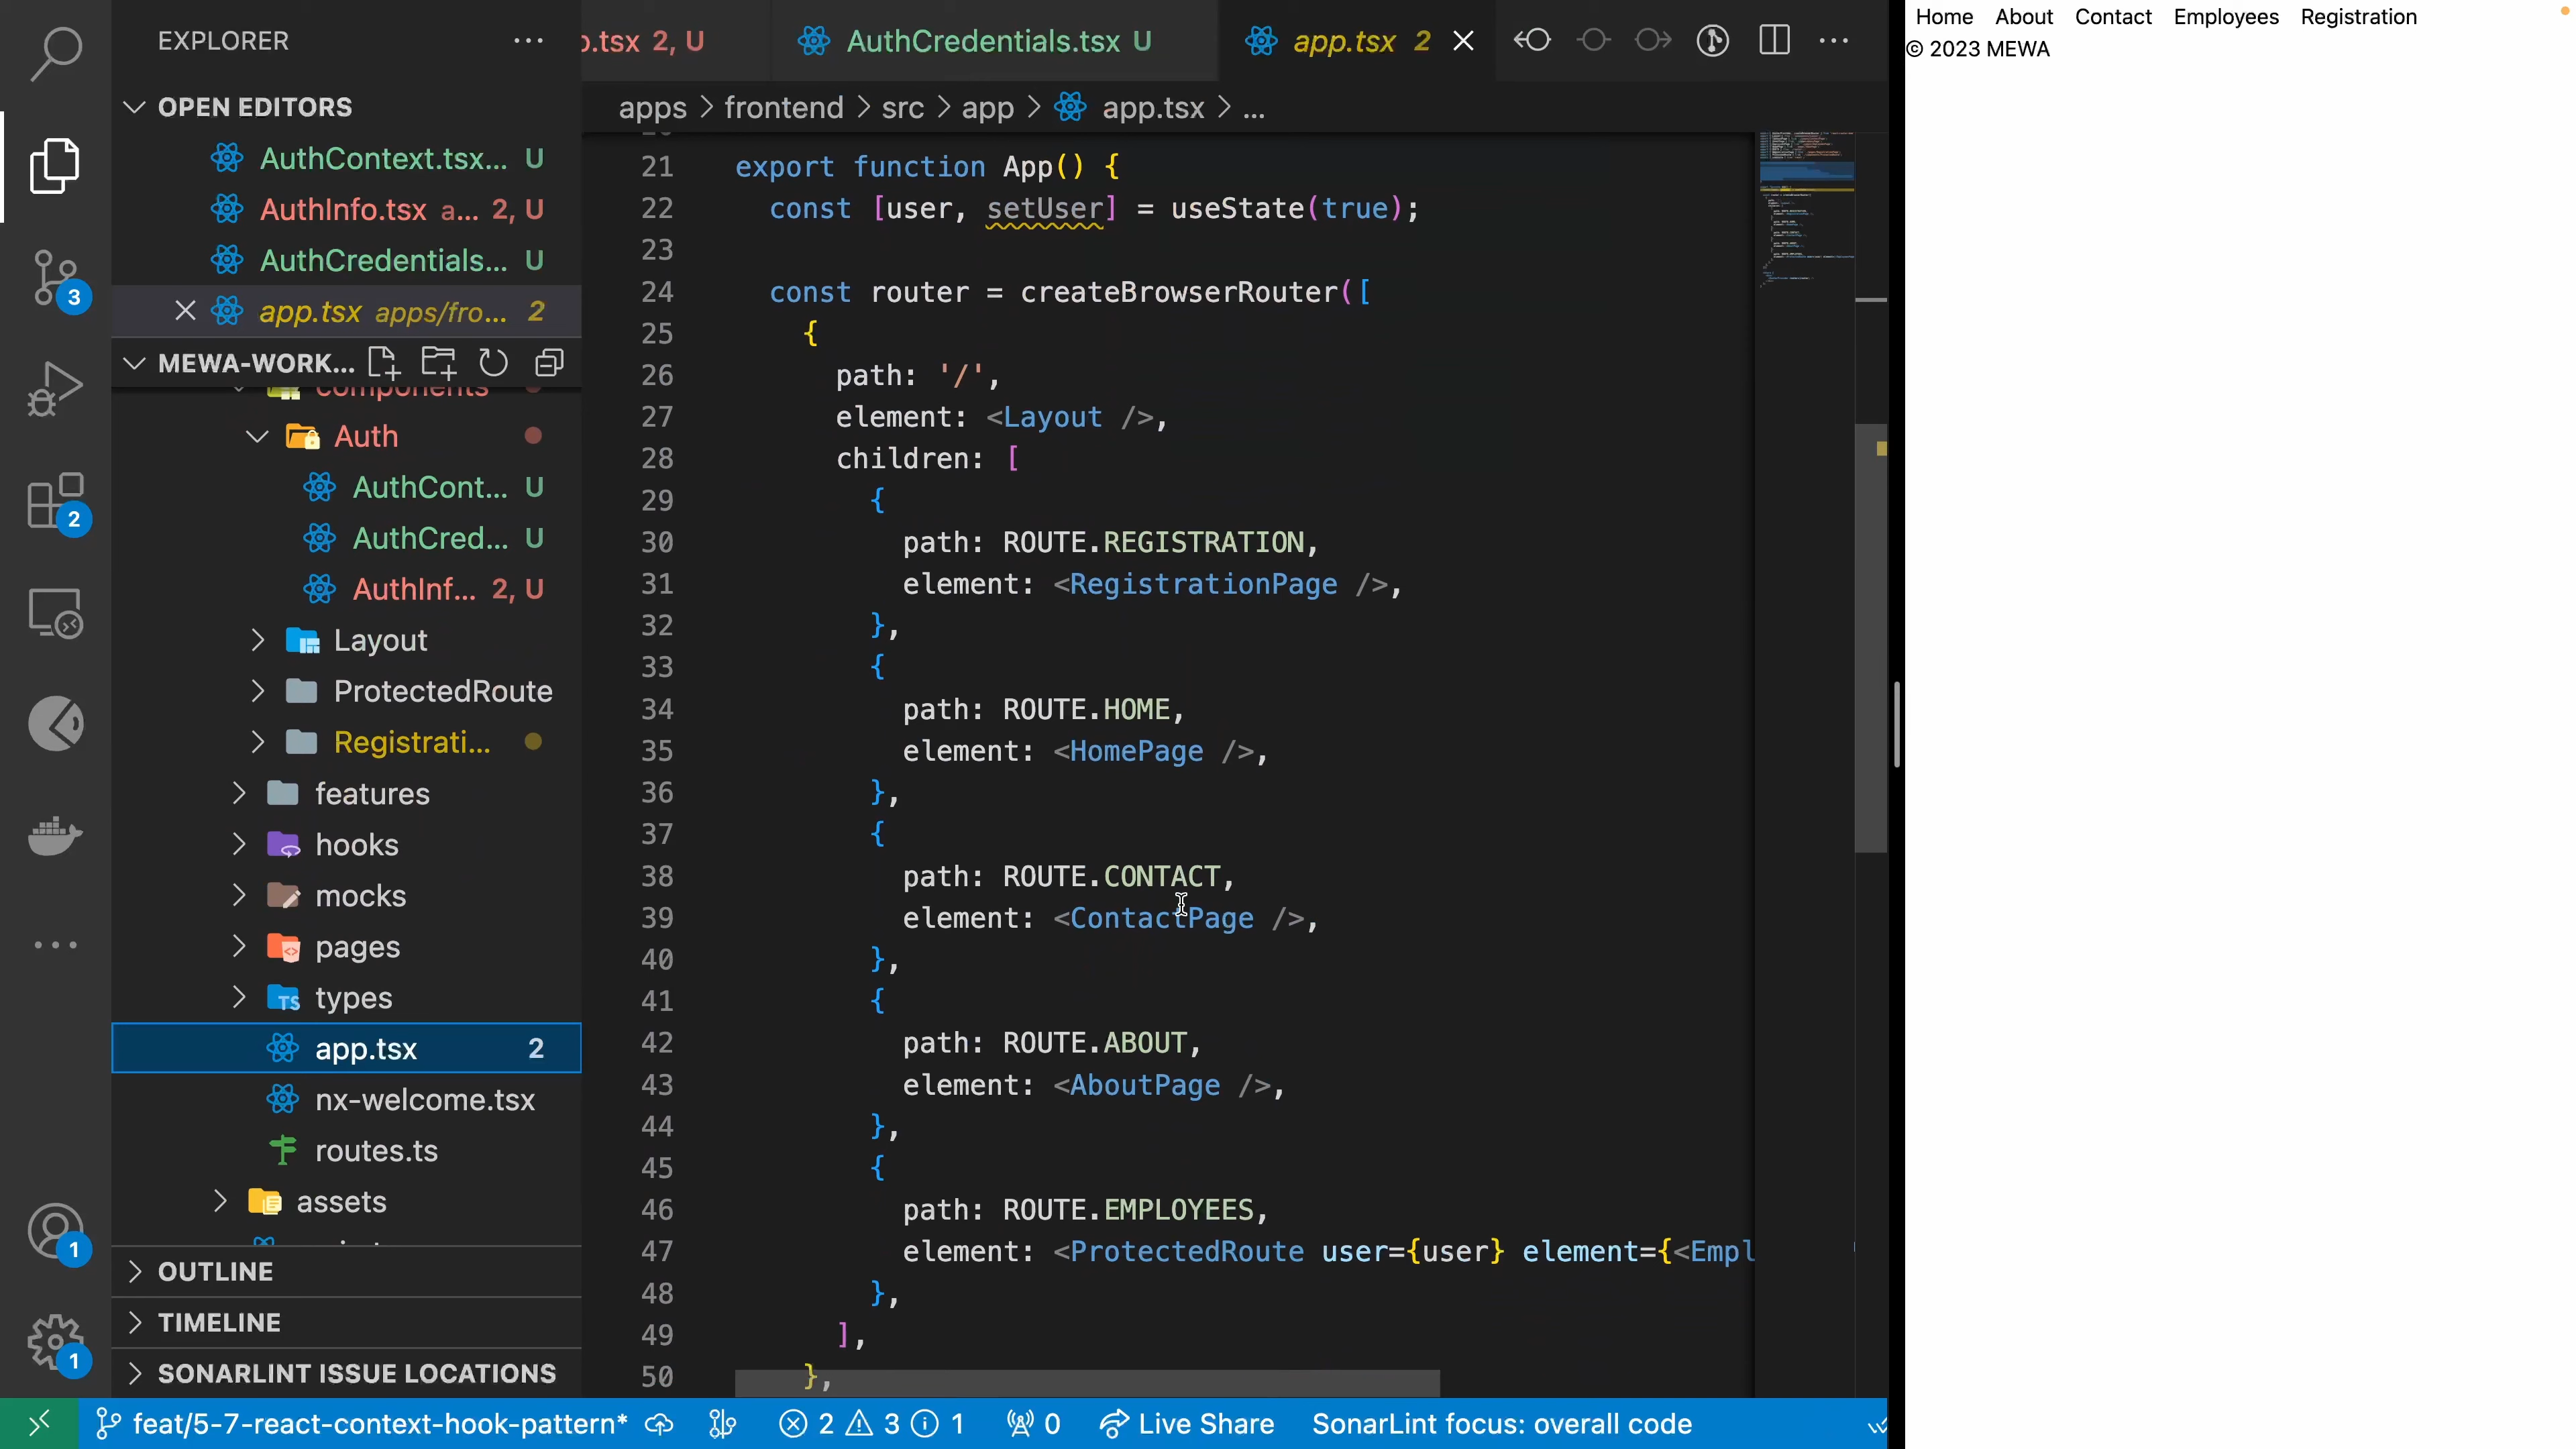 EXPLORER
OPEN EDITORS
AuthContext.tsx... U
AuthInfo.tsx a... 2, U
AuthCredentials... U
app.tsx apps/fro... 2
MEWA-WORK...
components
Auth
AuthCont... U
AuthCred... U
AuthInf... 2, U
Layout
ProtectedRoute
Registrati...
features
hooks
mocks
pages
types
app.tsx 2
nx-welcome.tsx
routes.ts
assets
OUTLINE
TIMELINE
SONARLINT ISSUE LOCATIONS
3
2
1
1
.tsx 2, U
AuthCredentials.tsx U
app.tsx 2
apps > frontend > src > app > app.tsx > ...
21 export function App() {
22 const [user, setUser] = useState(true);
23
24 const router = createBrowserRouter([
25 {
26 path: '/',
27 element: <Layout />,
28 children: [
29 {
30 path: ROUTE.REGISTRATION,
31 element: <RegistrationPage />,
32 },
33 {
34 path: ROUTE.HOME,
35 element: <HomePage />,
36 },
37 {
38 path: ROUTE.CONTACT,
39 element: <ContactPage />,
40 },
41 {
42 path: ROUTE.ABOUT,
43 element: <AboutPage />,
44 },
45 {
46 path: ROUTE.EMPLOYEES,
47 element: <ProtectedRoute user={user} element={<Empl
48 },
49 ],
50 },
feat/5-7-react-context-hook-pattern* 2 3 1 0 Live Share SonarLint focus: overall code
Home About Contact Employees Registration
© 2023 MEWA